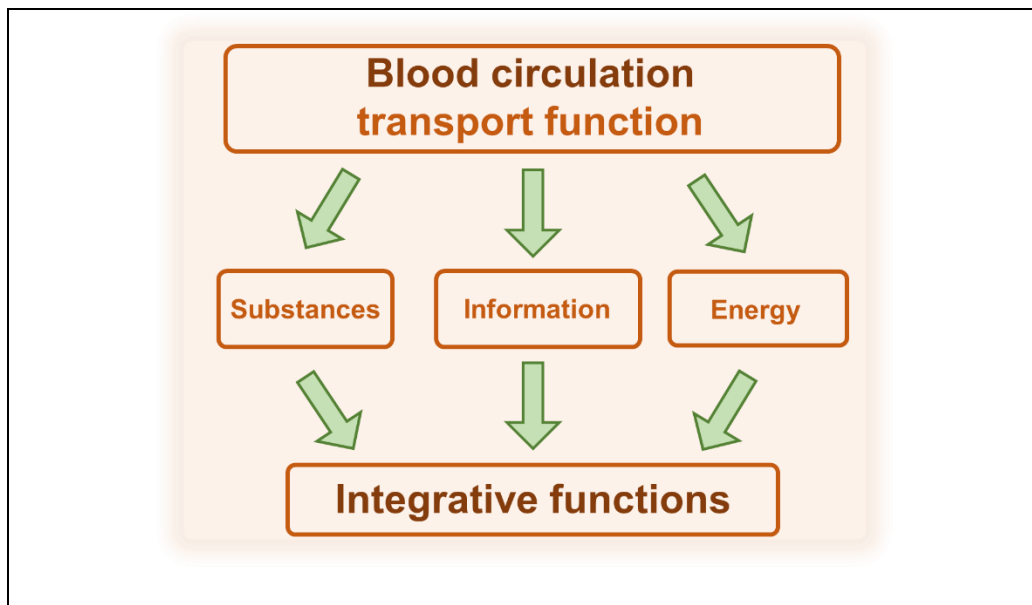 Blood circulation
transport function
Substances
Information
Energy
Integrative functions